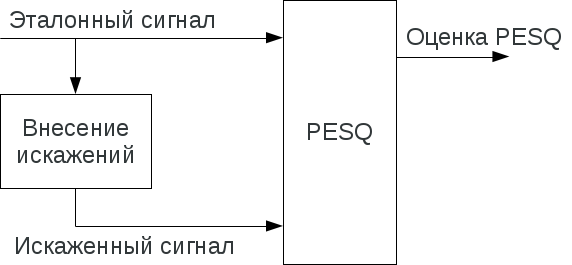 Эталонный сигнал
Оценка PESQ
Внесение
искажений
PESQ
Искаженный сигнал